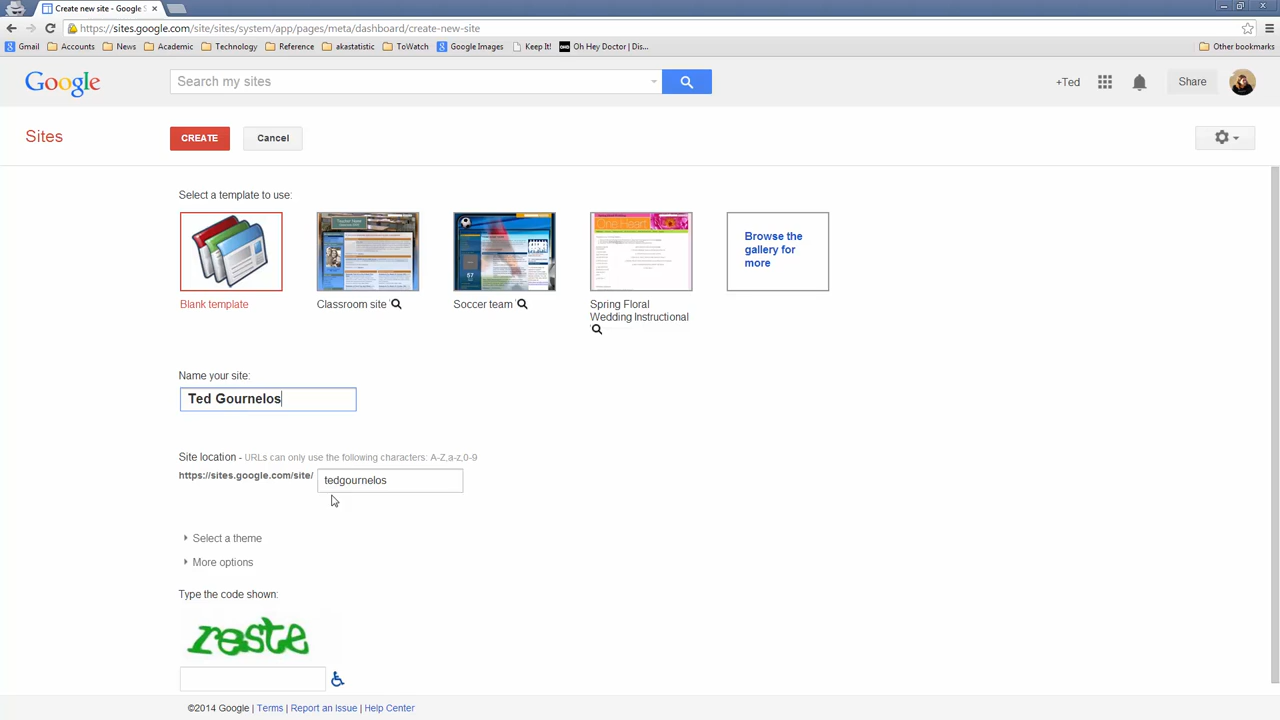 Create new site - Google S
https://sites.google.com/site/sites/system/app/pages/meta/dashboard/create-new-site
Gmail Accounts News Academic Technology Reference akastatistic ToWatch Google Images Keep It! Oh Hey Doctor | Dis... Other bookmarks
Google Search my sites +Ted Share
Sites CREATE Cancel
Select a template to use:
Browse the
gallery for
more
Blank template Classroom site Soccer team Spring Floral
Wedding Instructional
Name your site:
Ted Gournelos
Site location - URLs can only use the following characters: A-Z,a-z,0-9
https://sites.google.com/site/ tedgournelos
Select a theme
More options
Type the code shown:
reste
©2014 Google | Terms | Report an Issue | Help Center